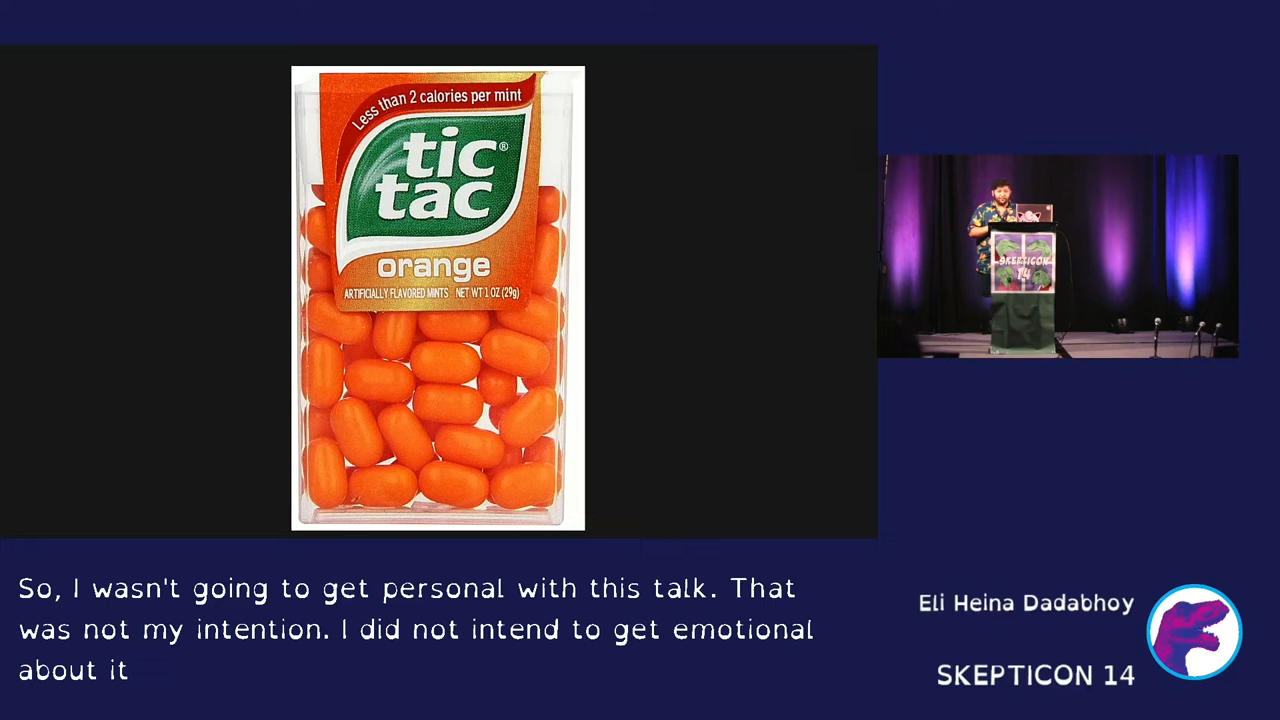 Less than 2 calories per mint
tic
tac®
orange
ARTIFICIALLY FLAVORED MINTS NET WT 1 OZ (29g)
SKEPTICON
14
So, I wasn't going to get personal with this talk. That
was not my intention. I did not intend to get emotional
about it
Eli Heina Dadabhoy
SKEPTICON 14